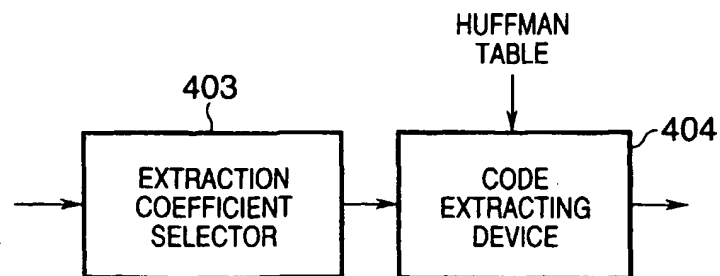 HUFFMAN
TABLE
403
404
EXTRACTION
COEFFICIENT
SELECTOR
CODE
EXTRACTING
DEVICE